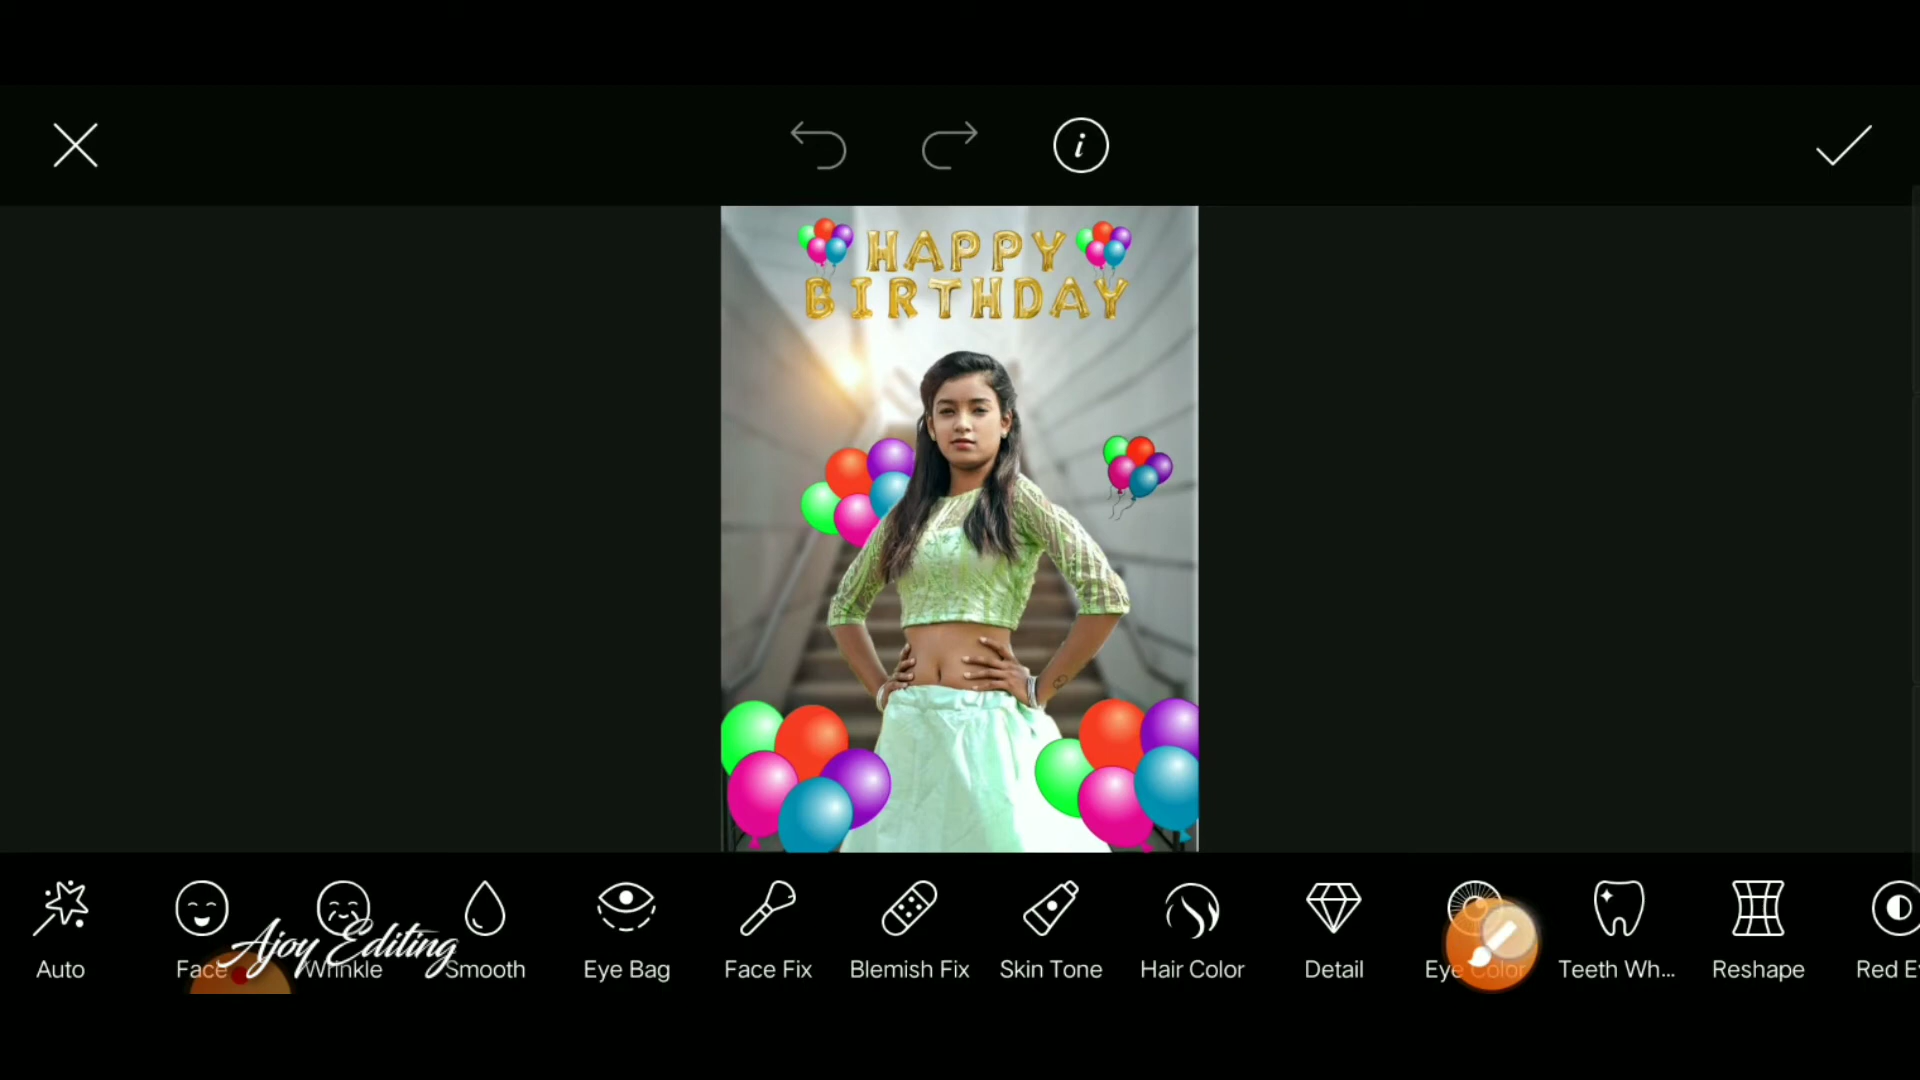 i
HAPPY
BIRTHDAY
Auto
Face
Wrinkle
Smooth
Eye Bag
Face Fix
Blemish Fix
Skin Tone
Hair Color
Detail
Eye Color
Teeth Wh...
Reshape
Red E
Ajoy Editing